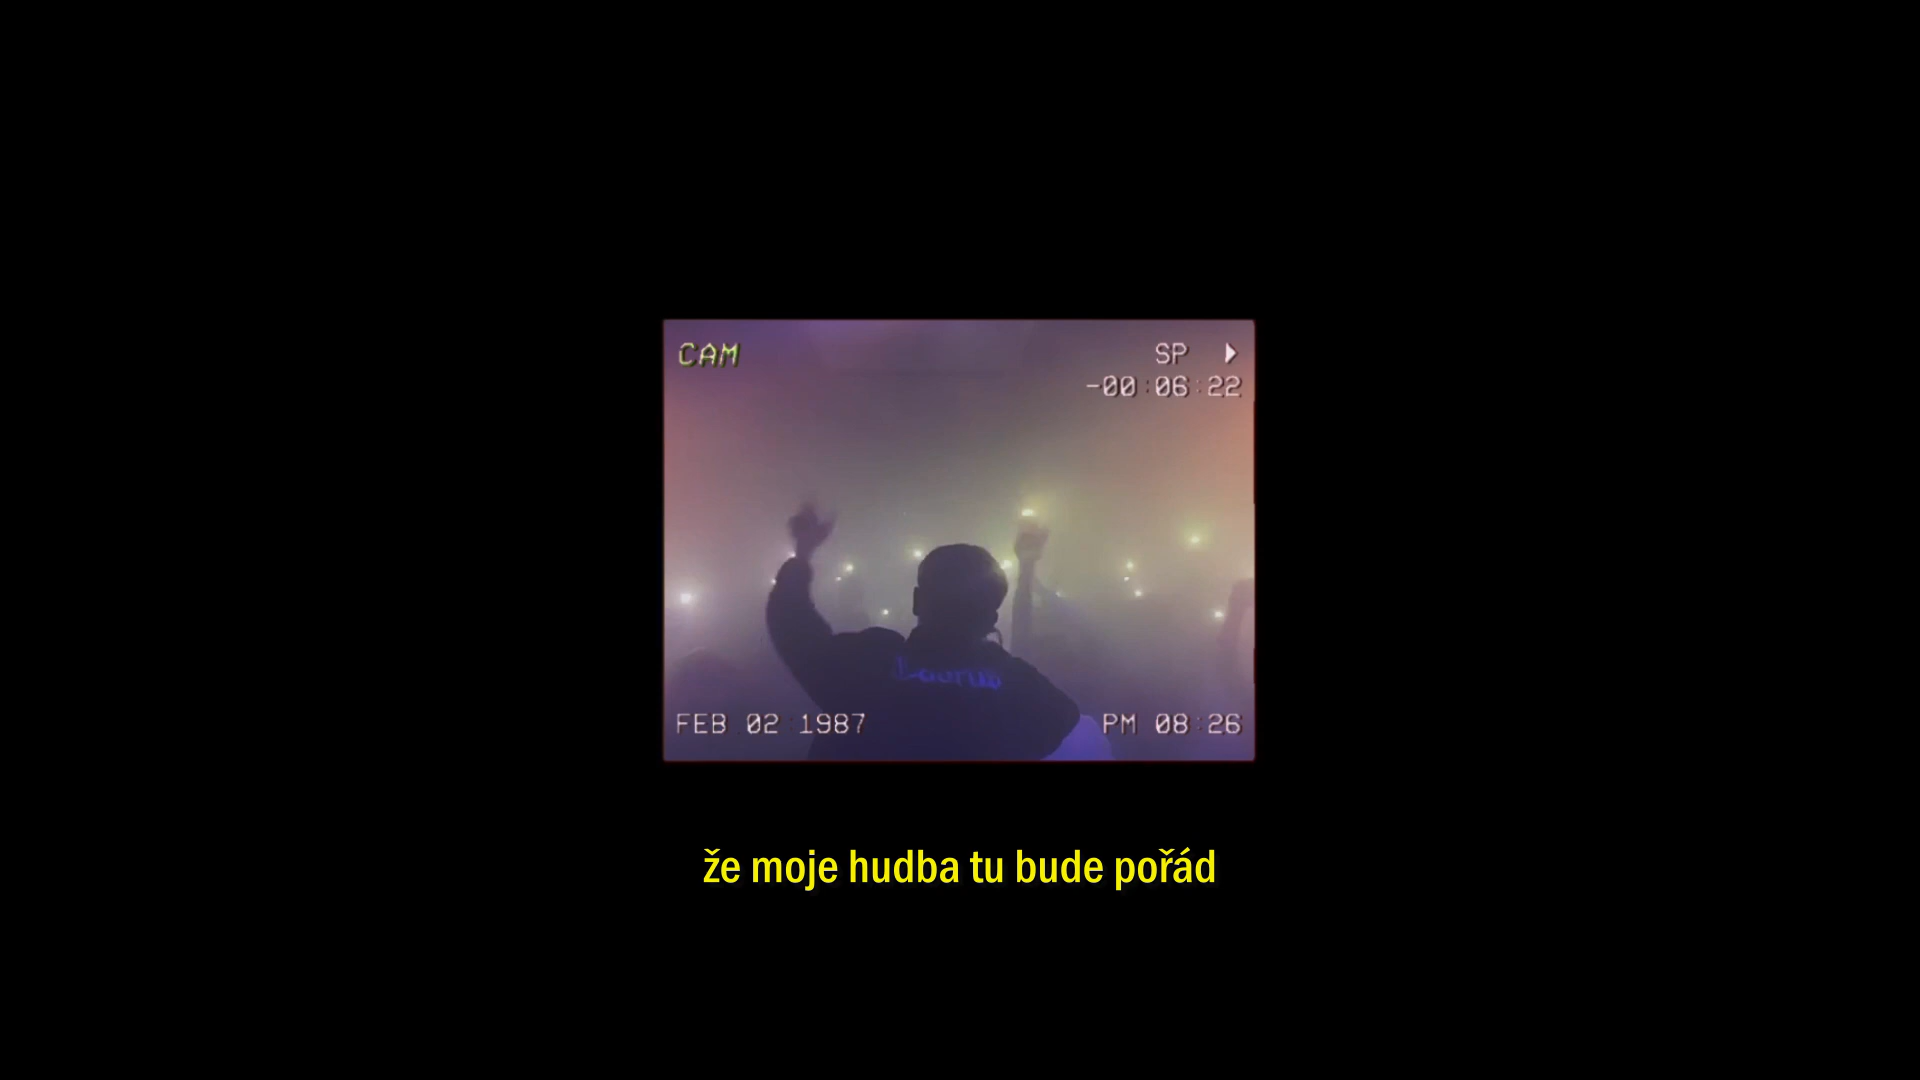 CAM
SP
-00:06:22
FEB 02 1987
PM 08:26
že moje hudba tu bude pořád